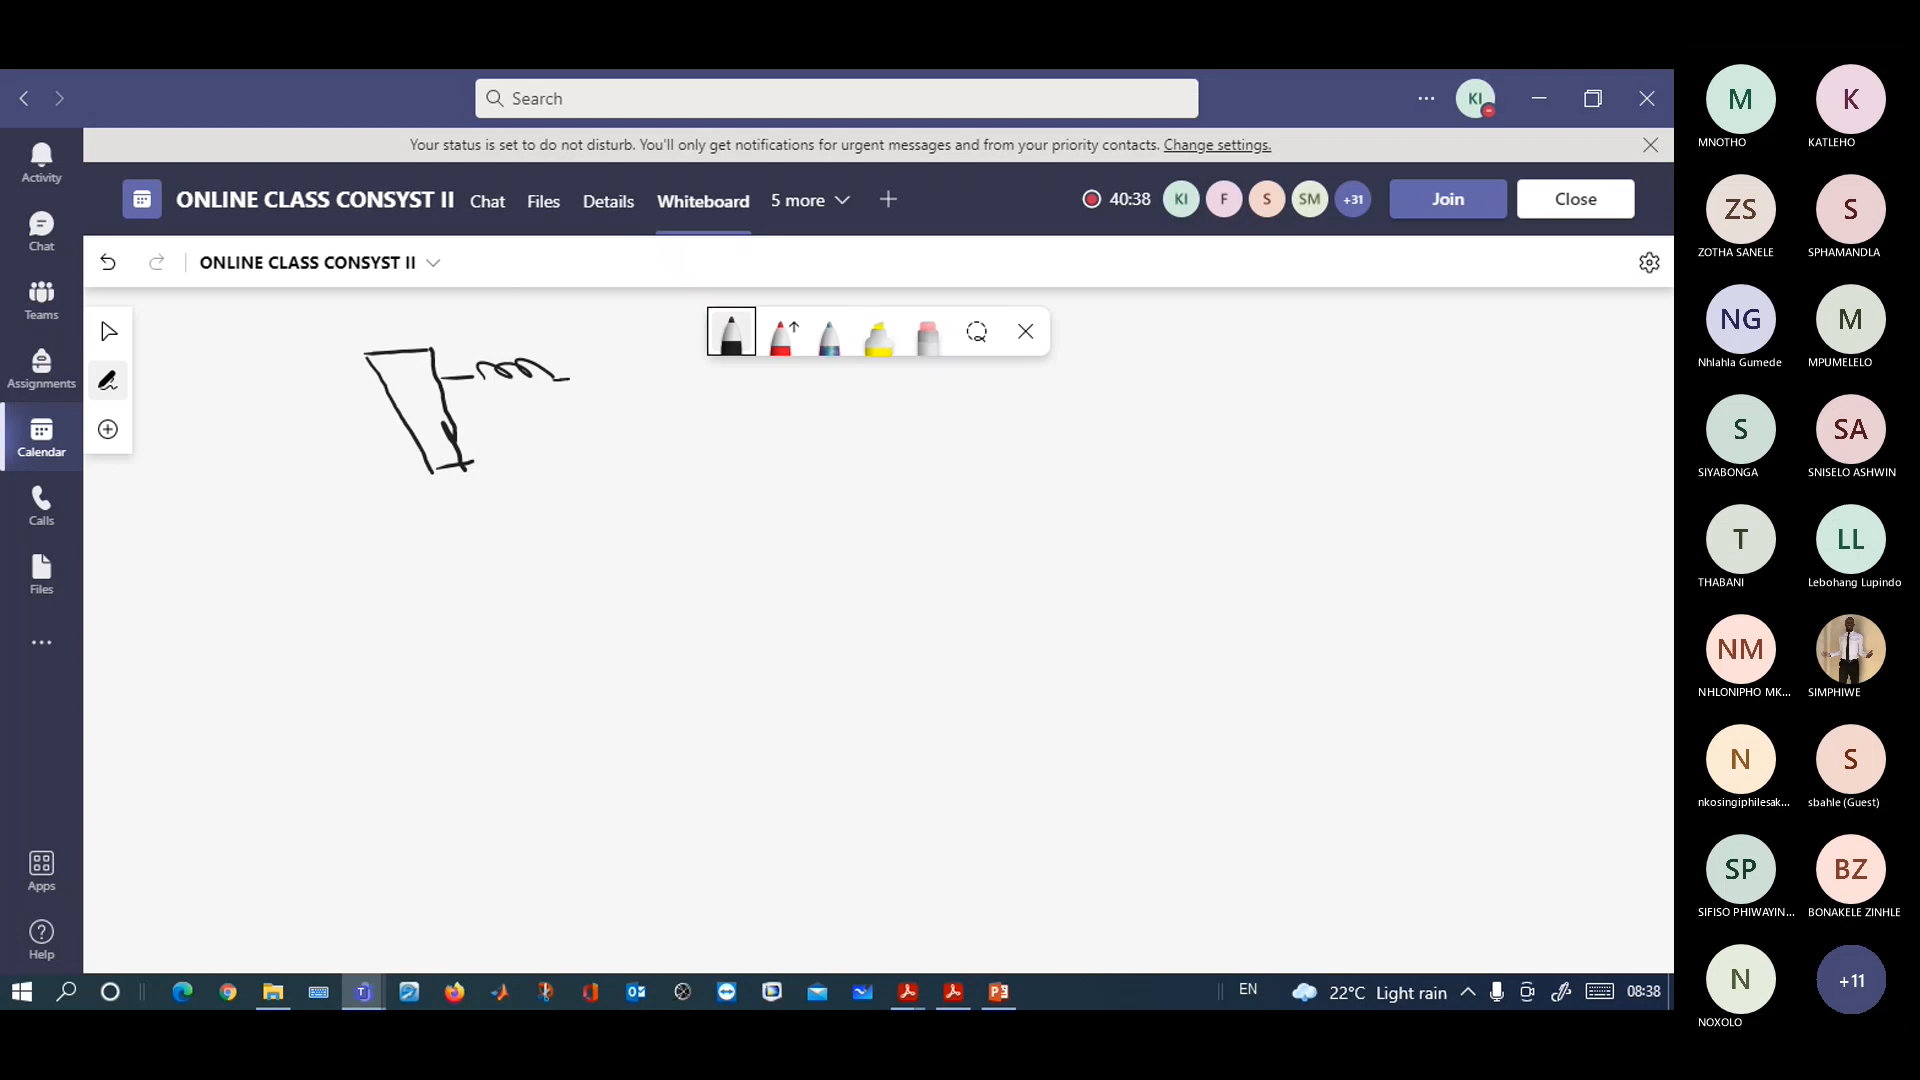 Search
KI
Your status is set to do not disturb. You'll only get notifications for urgent messages and from your priority contacts. Change settings.
ONLINE CLASS CONSYST II
Chat
Files
Details
Whiteboard
5 more
40:38
KI
F
S
SM
+31
Join
Close
ONLINE CLASS CONSYST II
Activity
Chat
Teams
Assignments
Calendar
Calls
Files
Apps
Help
M
MNOTHO
K
KATLEHO
ZS
ZOTHA SANELE
S
SPHAMANDLA
NG
Nhlahla Gumede
M
MPUMELELO
S
SIYABONGA
SA
SNISELO ASHWIN
T
THABANI
LL
Lebohang Lupindo
NM
NHLONIPHO MK...
SIMPHIWE
N
nkosingiphilesak...
S
sbahle (Guest)
SP
SIFISO PHIWAYIN...
BZ
BONAKELE ZINHLE
N
NOXOLO
+11
EN
22°C Light rain
08:38